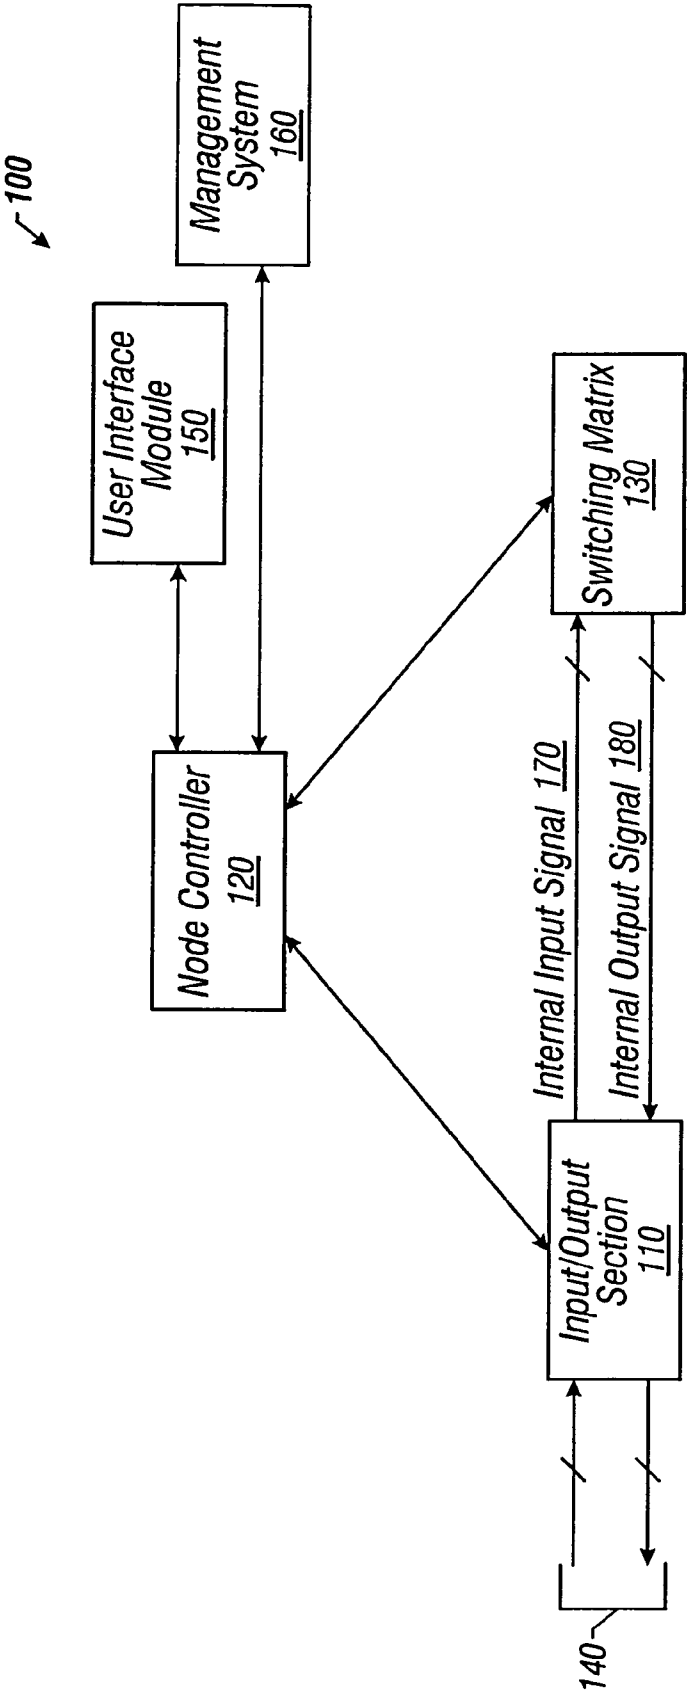 100
Management
System
160
User Interface
Module
150
Node Controller
120
Switching Matrix
130
Internal Input Signal 170
Internal Output Signal 180
Input/Output
Section
110
140